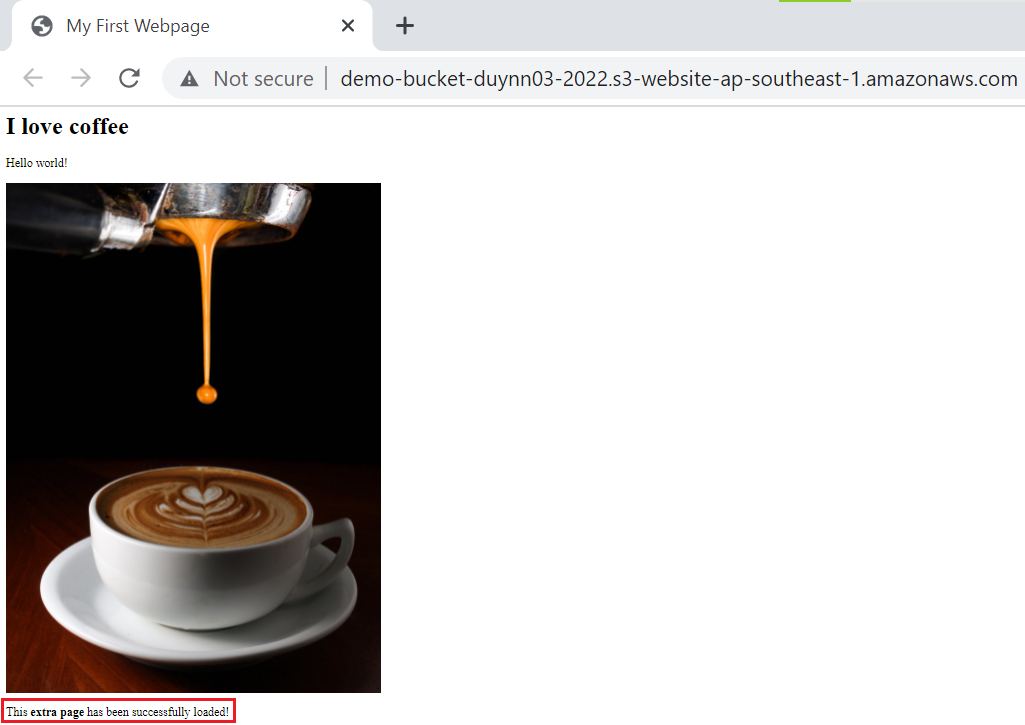 My First Webpage
Not secure | demo-bucket-duynn03-2022.s3-website-ap-southeast-1.amazonaws.com
I love coffee
Hello world!
This extra page has been successfully loaded!